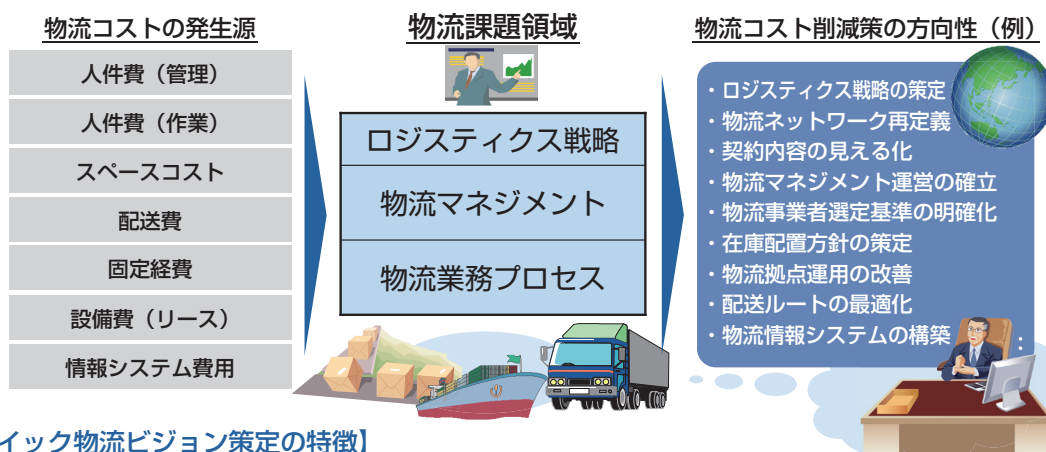 物流コストの発生源
人件費（管理）
人件費（作業）
スペースコスト
配送費
固定経費
設備費（リース）
情報システム費用
物流課題領域
ロジスティクス戦略
物流マネジメント
物流業務プロセス
物流コスト削減策の方向性（例）
・ロジスティクス戦略の策定
・物流ネットワーク再定義
・契約内容の見える化
・物流マネジメント運営の確立
・物流事業者選定基準の明確化
・在庫配置方針の策定
・物流拠点運用の改善
・配送ルートの最適化
・物流情報システムの構築
：
イック物流ビジョン策定の特徴】